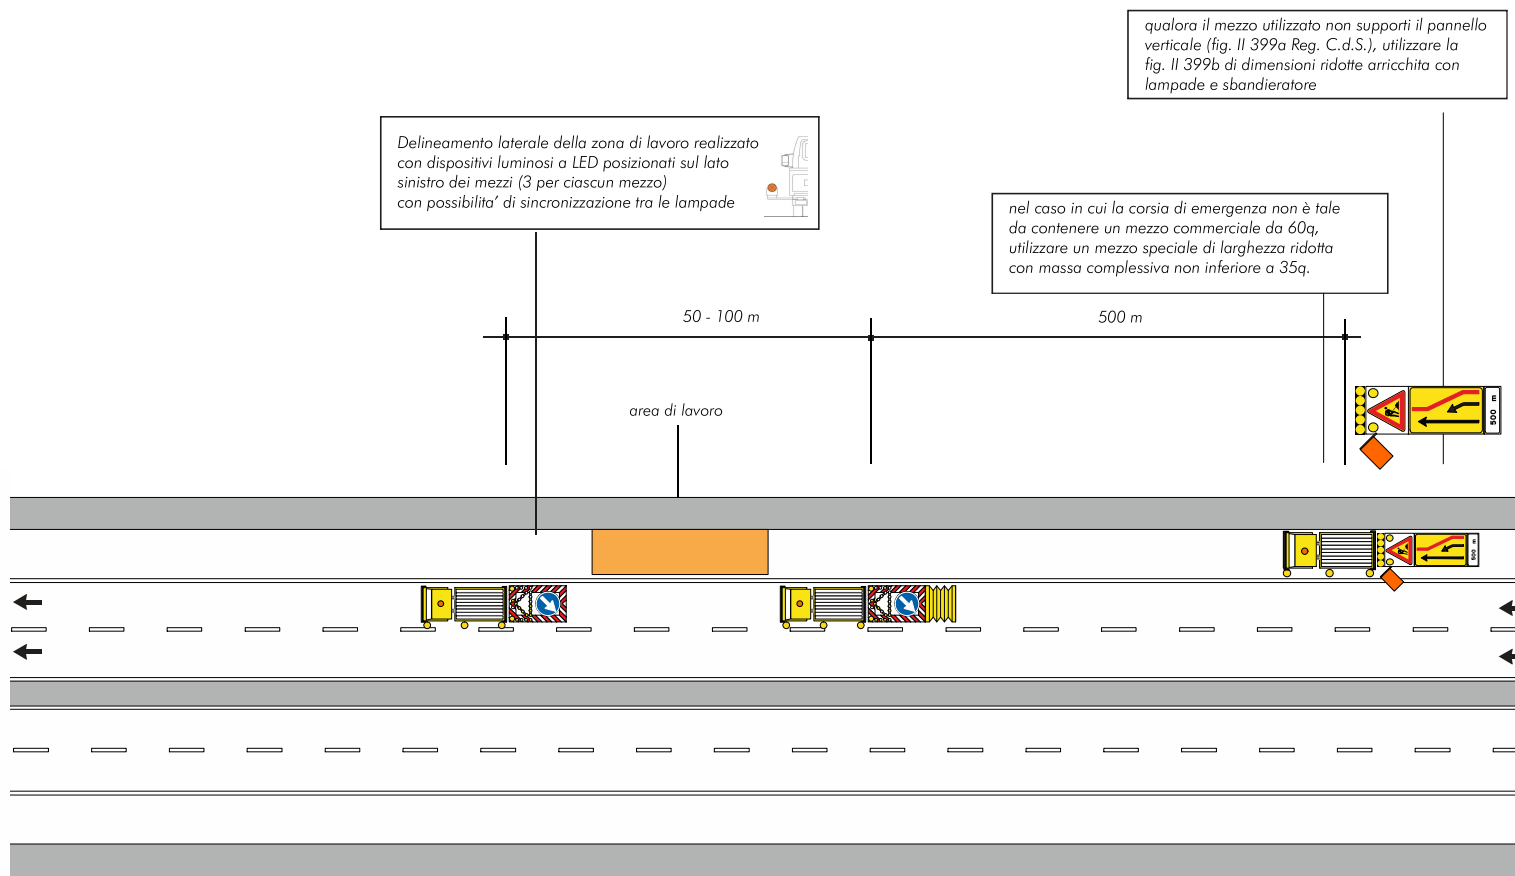 qualora il mezzo utilizzato non supporti il pannello
verticale (fig. II 399a Reg. C.d.S.), utilizzare la
fig. II 399b di dimensioni ridotte arricchita con
lampade e sbandieratore
Delineamento laterale della zona di lavoro realizzato
con dispositivi luminosi a LED posizionati sul lato
sinistro dei mezzi (3 per ciascun mezzo)
con possibilita’ di sincronizzazione tra le lampade
nel caso in cui la corsia di emergenza non è tale
da contenere un mezzo commerciale da 60q,
utilizzare un mezzo speciale di larghezza ridotta
con massa complessiva non inferiore a 35q.
50 - 100 m
500 m
area di lavoro
500 m
500 m